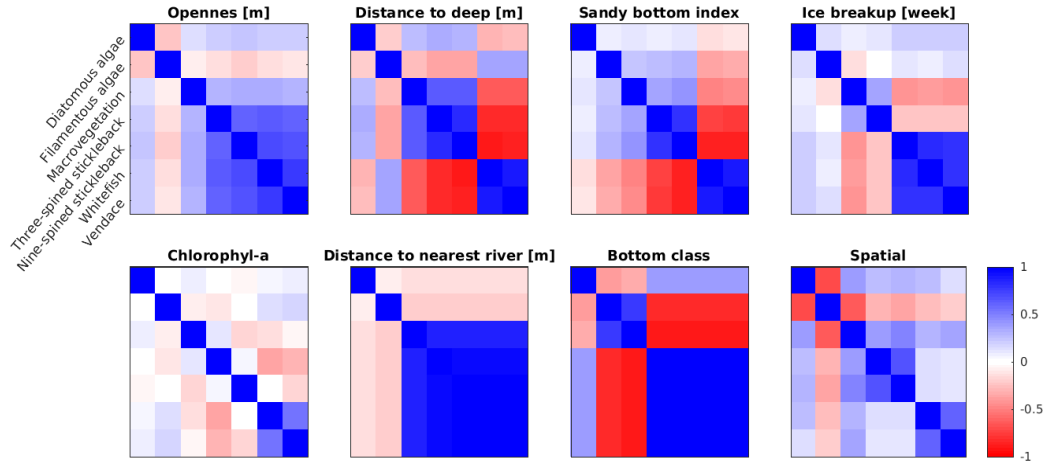 Opennes [m]
Distance to deep [m]
Sandy bottom index
Ice breakup [week]
Diatomous algae
Filamentous algae
Macrovegetation
Three-spined stickleback
Nine-spined stickleback
Whitefish
Vendace
Chlorophyl-a
Distance to nearest river [m]
Bottom class
Spatial
1
0.5
0
-0.5
-1